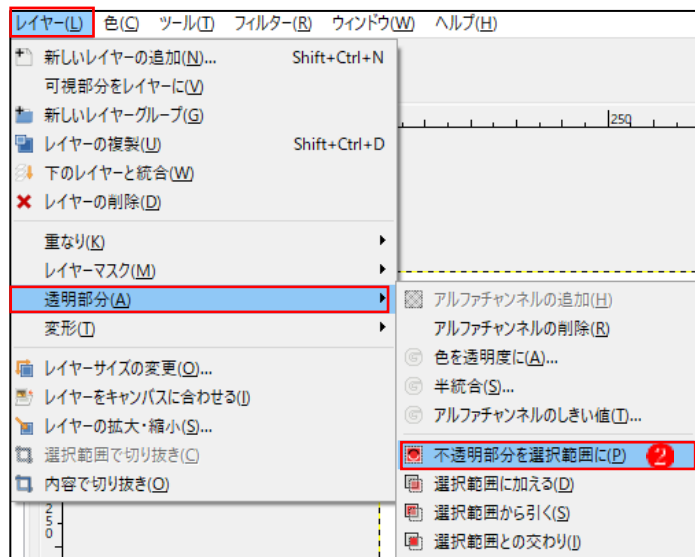 レイヤー(L) 色(C) ツール(T) フィルター(R) ウィンドウ(W) ヘルプ(H)
新しいレイヤーの追加(N)... Shift+Ctrl+N
可視部分をレイヤーに(V)
新しいレイヤーグループ(G)
レイヤーの複製(U) Shift+Ctrl+D
下のレイヤーと統合(W)
レイヤーの削除(D)
重なり(K)
レイヤーマスク(M)
透明部分(A)
変形(T)
レイヤーサイズの変更(O)...
レイヤーをキャンバスに合わせる(I)
レイヤーの拡大・縮小(S)...
選択範囲で切り抜き(C)
内容で切り抜き(O)
250
アルファチャンネルの追加(H)
アルファチャンネルの削除(R)
色を透明度に(A)...
半統合(S)...
アルファチャンネルのしきい値(T)...
不透明部分を選択範囲に(P) 2
選択範囲に加える(D)
選択範囲から引く(S)
選択範囲との交わり(I)
250